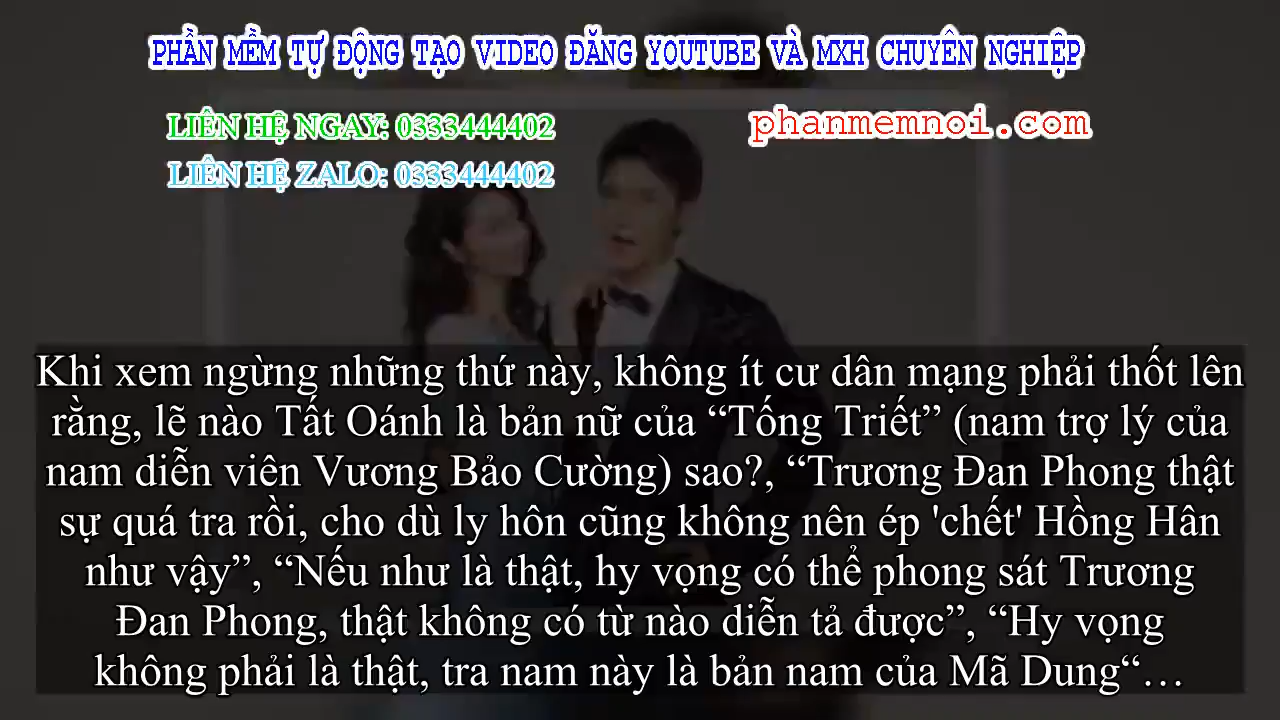 PHẦN MỀM TỰ ĐỘNG TẠO VIDEO ĐĂNG YOUTUBE VÀ MXH CHUYÊN NGHIỆP
LIÊN HỆ NGAY: 0333444402
phanmemnoi.com
LIÊN HỆ ZALO: 0333444402
Khi xem ngừng những thứ này, không ít cư dân mạng phải thốt lên
rằng, lẽ nào Tất Oánh là bản nữ của “Tống Triết” (nam trợ lý của
nam diễn viên Vương Bảo Cường) sao?, “Trương Đan Phong thật
sự quá tra rồi, cho dù ly hôn cũng không nên ép 'chết' Hồng Hân
như vậy”, “Nếu như là thật, hy vọng có thể phong sát Trương
Đan Phong, thật không có từ nào diễn tả được”, “Hy vọng
không phải là thật, tra nam này là bản nam của Mã Dung“…